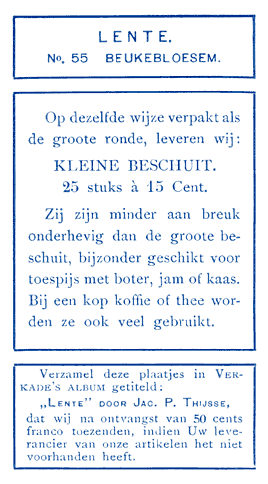 LENTE.
No. 55 BEUKEBLOESEM.
Op dezelfde wijze verpakt als
de groote ronde, leveren wij:
KLEINE BESCHUIT.
25 stuks à 15 Cent.
Zij zijn minder aan breuk
onderhevig dan de groote be-
schuit, bijzonder geschikt voor
toespijs met boter, jam of kaas.
Bij een kop koffie of thee wor-
den ze ook veel gebruikt.
Verzamel deze plaatjes in VER-
KADE'S ALBUM getiteld:
„LENTE" DOOR JAC. P. THIJSSE,
dat wij na ontvangst van 50 cents
franco toezenden, indien Uw leve-
rancier van onze artikelen het niet
voorhanden heeft.